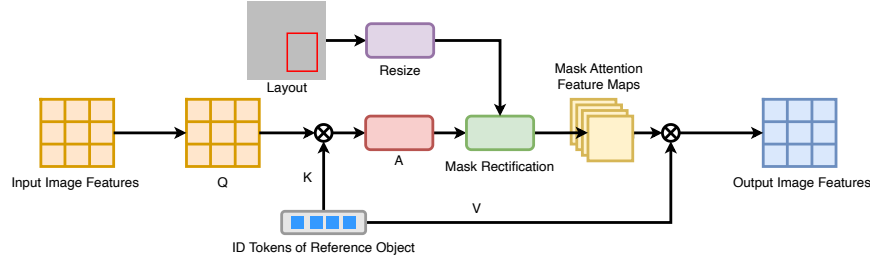 Layout
Resize
Mask Attention
Feature Maps
Input Image Features
Q
K
A
Mask Rectification
Output Image Features
V
ID Tokens of Reference Object